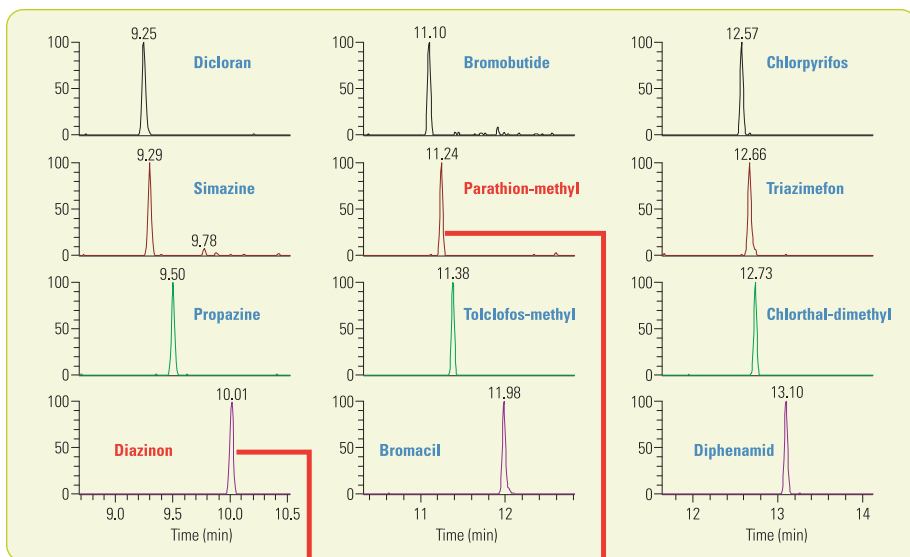 9.25
100
50
0
Dicloran
11.10
100
50
0
Bromobutide
12.57
100
50
0
Chlorpyrifos
9.29
100
50
0
Simazine
9.78
11.24
100
50
0
Parathion-methyl
12.66
100
50
0
Triazimefon
9.50
100
50
0
Propazine
11.38
100
50
0
Tolclofos-methyl
12.73
100
50
0
Chlorthal-dimethyl
10.01
100
50
0
Diazinon
9.0 9.5 10.0 10.5
Time (min)
11.98
100
50
0
Bromacil
11 12
Time (min)
13.10
100
50
0
Diphenamid
12 13 14
Time (min)